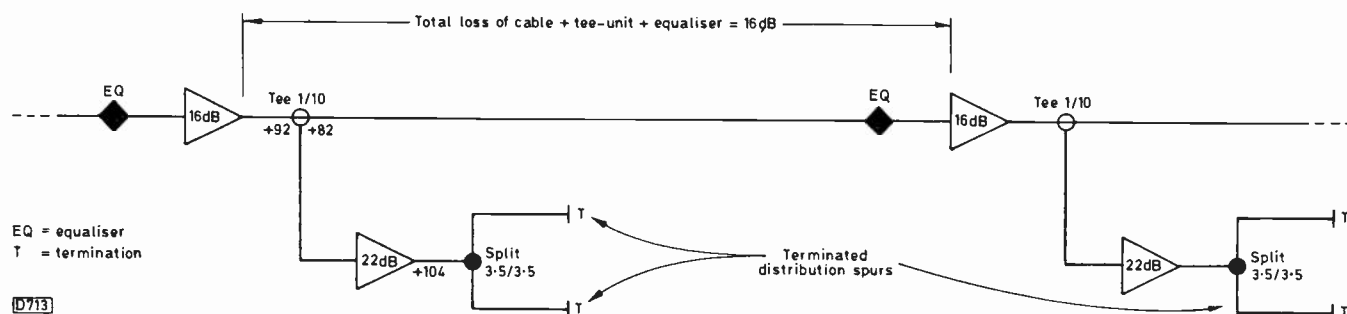 Total loss of cable + tee-unit + equaliser = 16dB
EQ
16dB
Tee 1/10
+92
+82
EQ
16dB
Tee 1/10
EQ = equaliser
T = termination
22dB
+104
Split
3·5/3·5
T
T
Terminated
distribution spurs
22dB
Split
3·5/3·5
T
T
D713